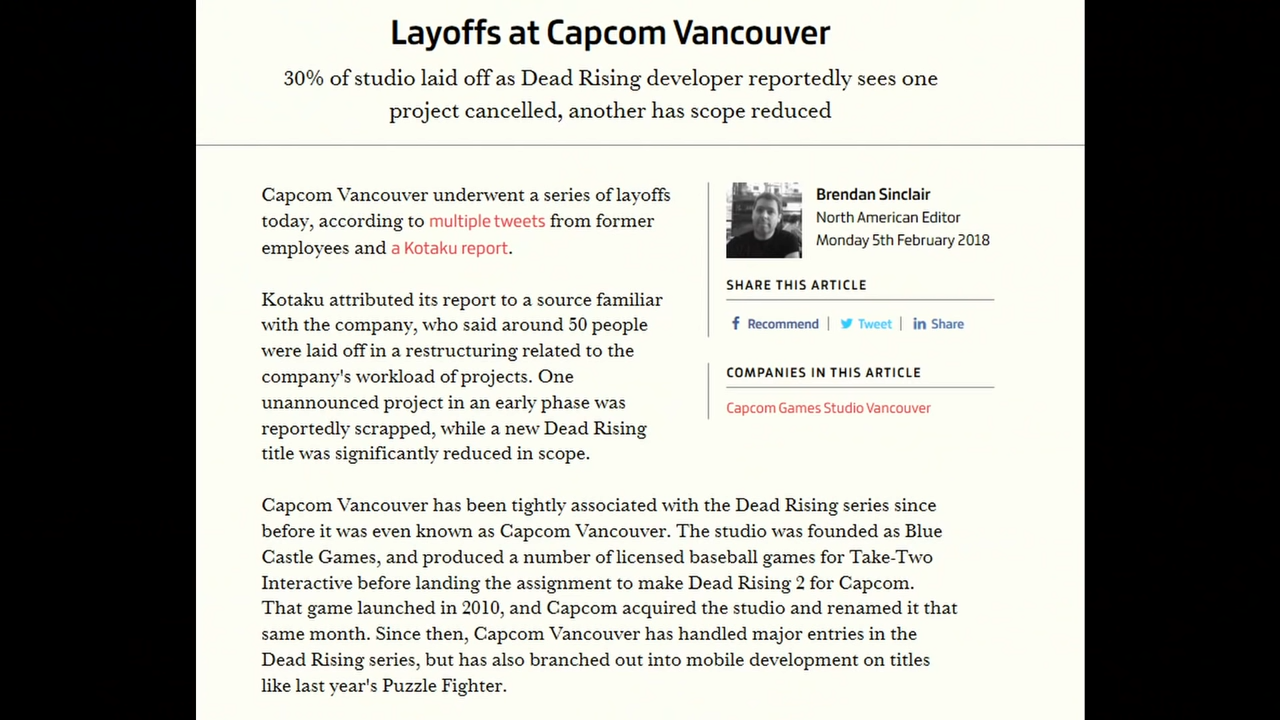 Layoffs at Capcom Vancouver
30% of studio laid off as Dead Rising developer reportedly sees one
project cancelled, another has scope reduced
Capcom Vancouver underwent a series of layoffs
today, according to multiple tweets from former
employees and a Kotaku report.
Kotaku attributed its report to a source familiar
with the company, who said around 50 people
were laid off in a restructuring related to the
company's workload of projects. One
unannounced project in an early phase was
reportedly scrapped, while a new Dead Rising
title was significantly reduced in scope.
Brendan Sinclair
North American Editor
Monday 5th February 2018
SHARE THIS ARTICLE
Recommend | Tweet | Share
COMPANIES IN THIS ARTICLE
Capcom Games Studio Vancouver
Capcom Vancouver has been tightly associated with the Dead Rising series since
before it was even known as Capcom Vancouver. The studio was founded as Blue
Castle Games, and produced a number of licensed baseball games for Take-Two
Interactive before landing the assignment to make Dead Rising 2 for Capcom.
That game launched in 2010, and Capcom acquired the studio and renamed it that
same month. Since then, Capcom Vancouver has handled major entries in the
Dead Rising series, but has also branched out into mobile development on titles
like last year's Puzzle Fighter.